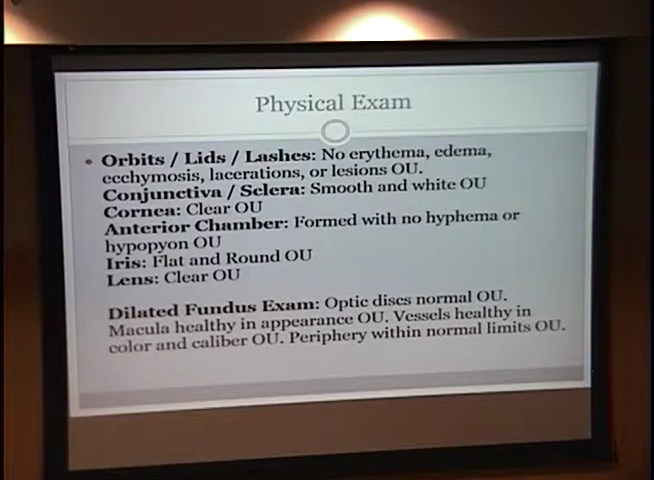 Physical Exam
• Orbits / Lids / Lashes: No erythema, edema,
ecchymosis, lacerations, or lesions OU.
Conjunctiva / Sclera: Smooth and white OU
Cornea: Clear OU
Anterior Chamber: Formed with no hyphema or
hypopyon OU
Iris: Flat and Round OU
Lens: Clear OU
Dilated Fundus Exam: Optic discs normal OU.
Macula healthy in appearance OU. Vessels healthy in
color and caliber OU. Periphery within normal limits OU.